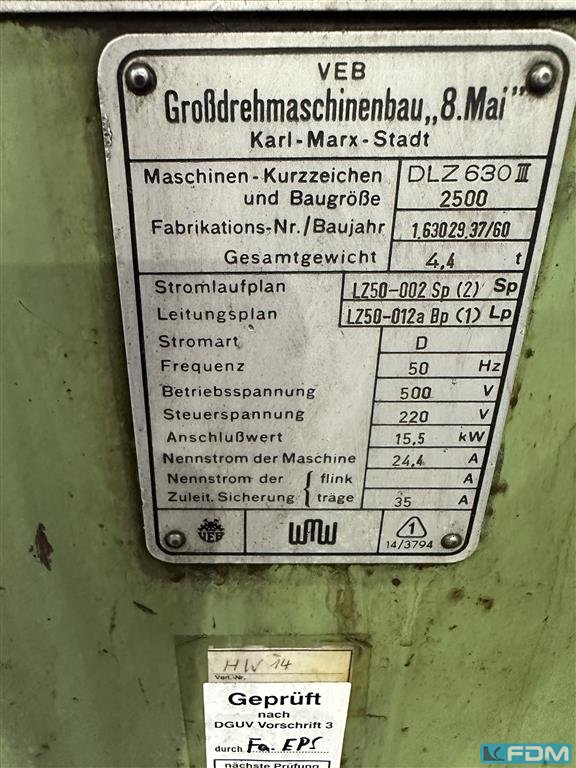 VEB
Großdrehmaschinenbau „8.Mai"
Karl-Marx-Stadt
Maschinen-Kurzzeichen DLZ 630 III
und Baugröße 2500
Fabrikations-Nr./Baujahr 1.63029.37/60
Gesamtgewicht 4,4 t
Stromlaufplan LZ50-002 Sp (2) Sp
Leitungsplan LZ50-012a Bp (1) Lp
Stromart D
Frequenz 50 Hz
Betriebsspannung 500 V
Steuerspannung 220 V
Anschlußwert 15,5 kW
Nennstrom der Maschine 24,4 A
Nennstrom der { flink A
Zuleit. Sicherung träge 35 A
VEB WMW 1
14/3794
HW 14
Vert.-Nr.
Geprüft
nach
DGUV Vorschrift 3
durch Fa. EPS
nächste Prüfung
KFDM